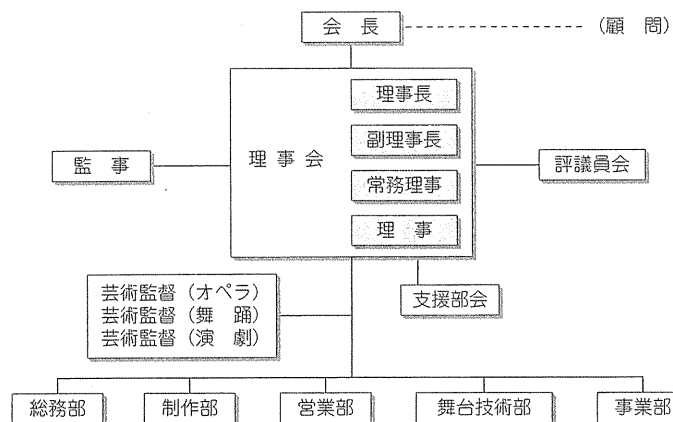 会 長
(顧 問)
理事会
理事長
副理事長
常務理事
理 事
監 事
評議員会
支援部会
芸術監督(オペラ)
芸術監督(舞 踊)
芸術監督(演 劇)
総務部
制作部
営業部
舞台技術部
事業部